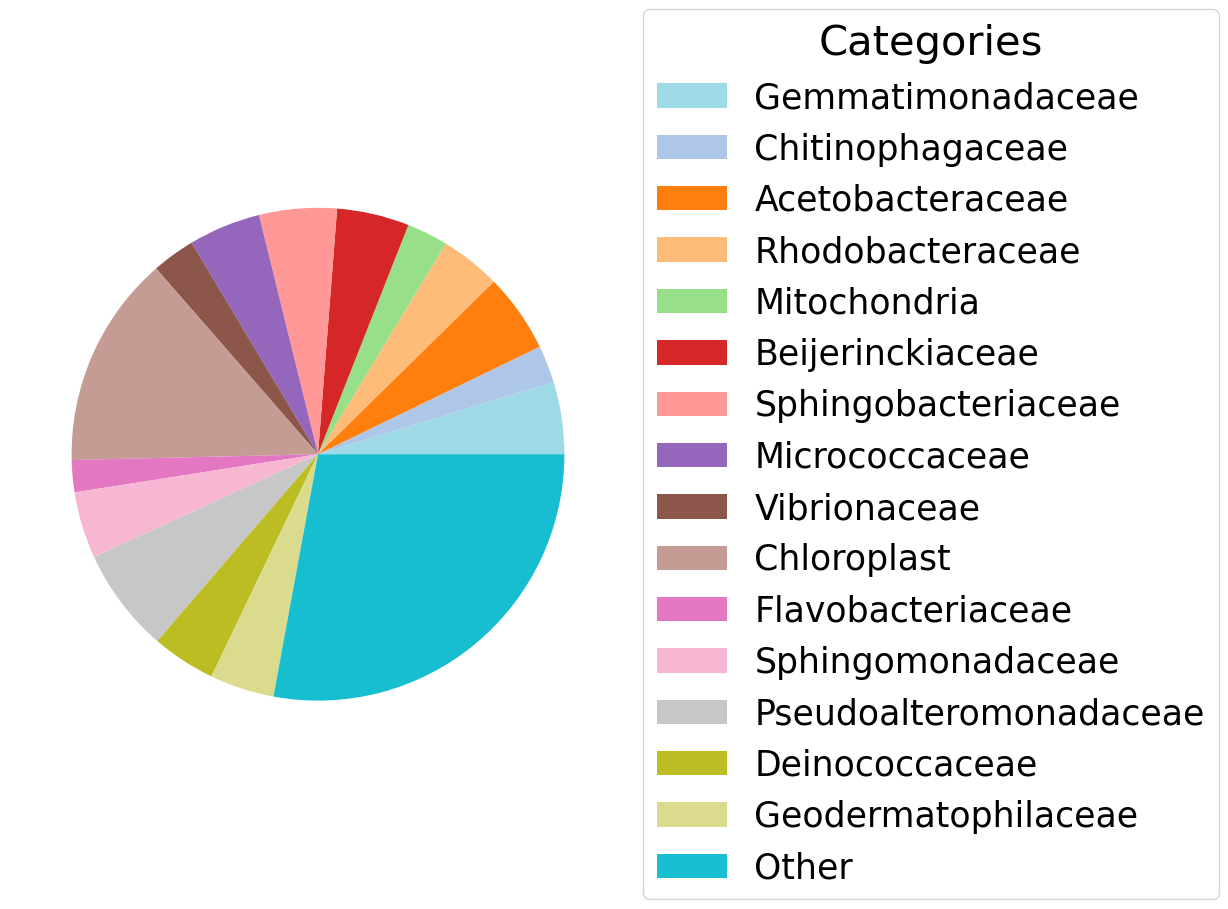 Categories
Gemmatimonadaceae
Chitinophagaceae
Acetobacteraceae
Rhodobacteraceae
Mitochondria
Beijerinckiaceae
Sphingobacteriaceae
Micrococcaceae
Vibrionaceae
Chloroplast
Flavobacteriaceae
Sphingomonadaceae
Pseudoalteromonadaceae
Deinococcaceae
Geodermatophilaceae
Other